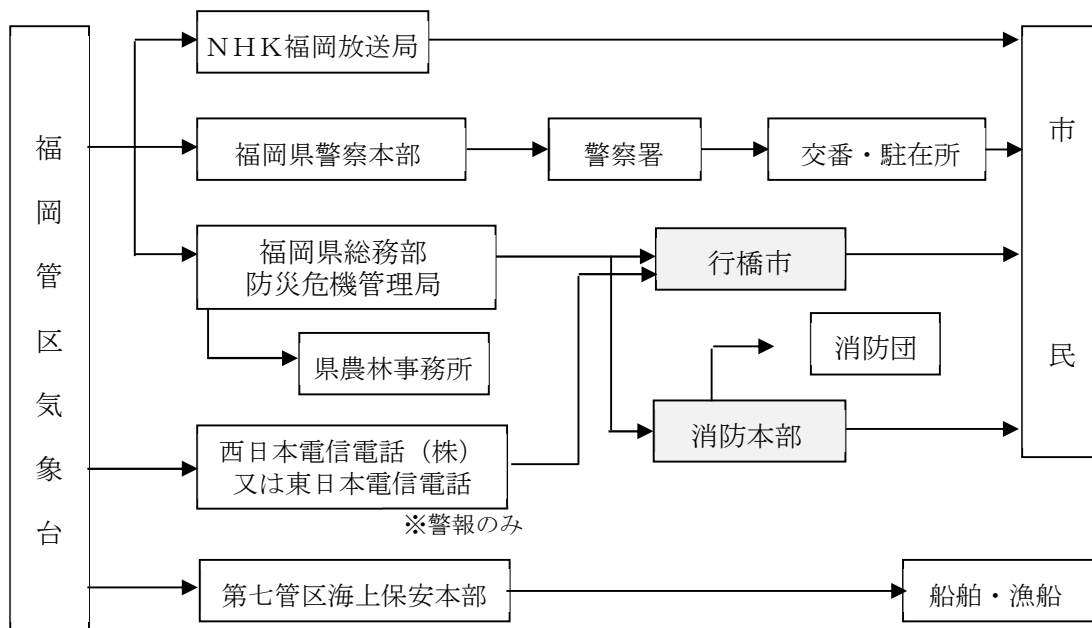 福岡管区気象台
NHK福岡放送局
市民
福岡県警察本部
警察署
交番・駐在所
福岡県総務部
防災危機管理局
行橋市
消防団
県農林事務所
消防本部
西日本電信電話（株）
又は東日本電信電話
※警報のみ
第七管区海上保安本部
船舶・漁船